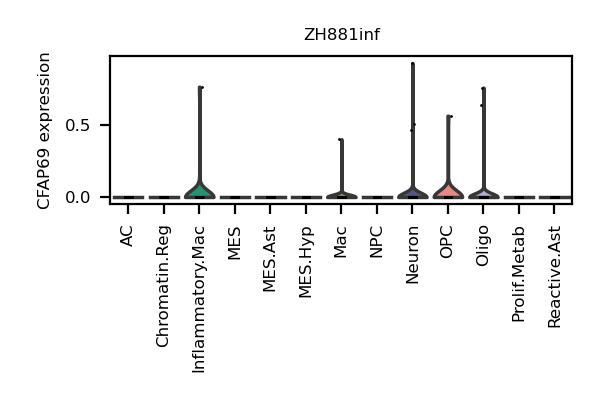 ZH881inf
CFAP69 expression
0.5
0.0
AC
Chromatin.Reg
Inflammatory.Mac
MES
MES.Ast
MES.Hyp
Mac
NPC
Neuron
OPC
Oligo
Prolif.Metab
Reactive.Ast